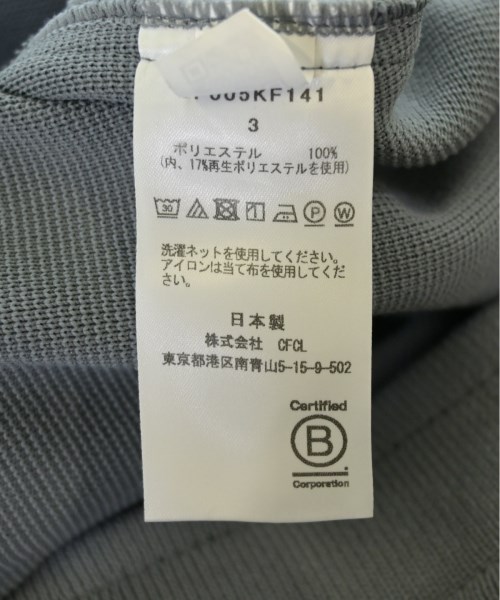 005KF141
3
ポリエステル 100%
(内、17%再生ポリエステルを使用)
30 P W
洗濯ネットを使用してください。
アイロンは当て布を使用してくだ
さい。
日本製
株式会社 CFCL
東京都港区南青山5-15-9-502
Certified
B
Corporation